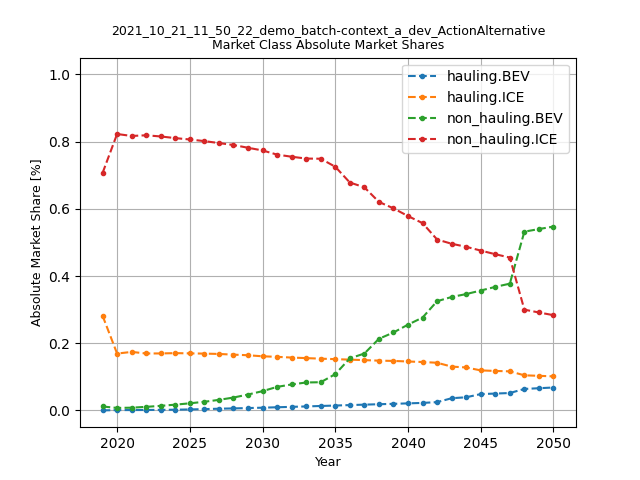 2021_10_21_11_50_22_demo_batch-context_a_dev_ActionAlternative
Market Class Absolute Market Shares
hauling.BEV
hauling.ICE
non_hauling.BEV
non_hauling.ICE
Absolute Market Share [%]
1.0
0.8
0.6
0.4
0.2
0.0
2020 2025 2030 2035 2040 2045 2050
Year